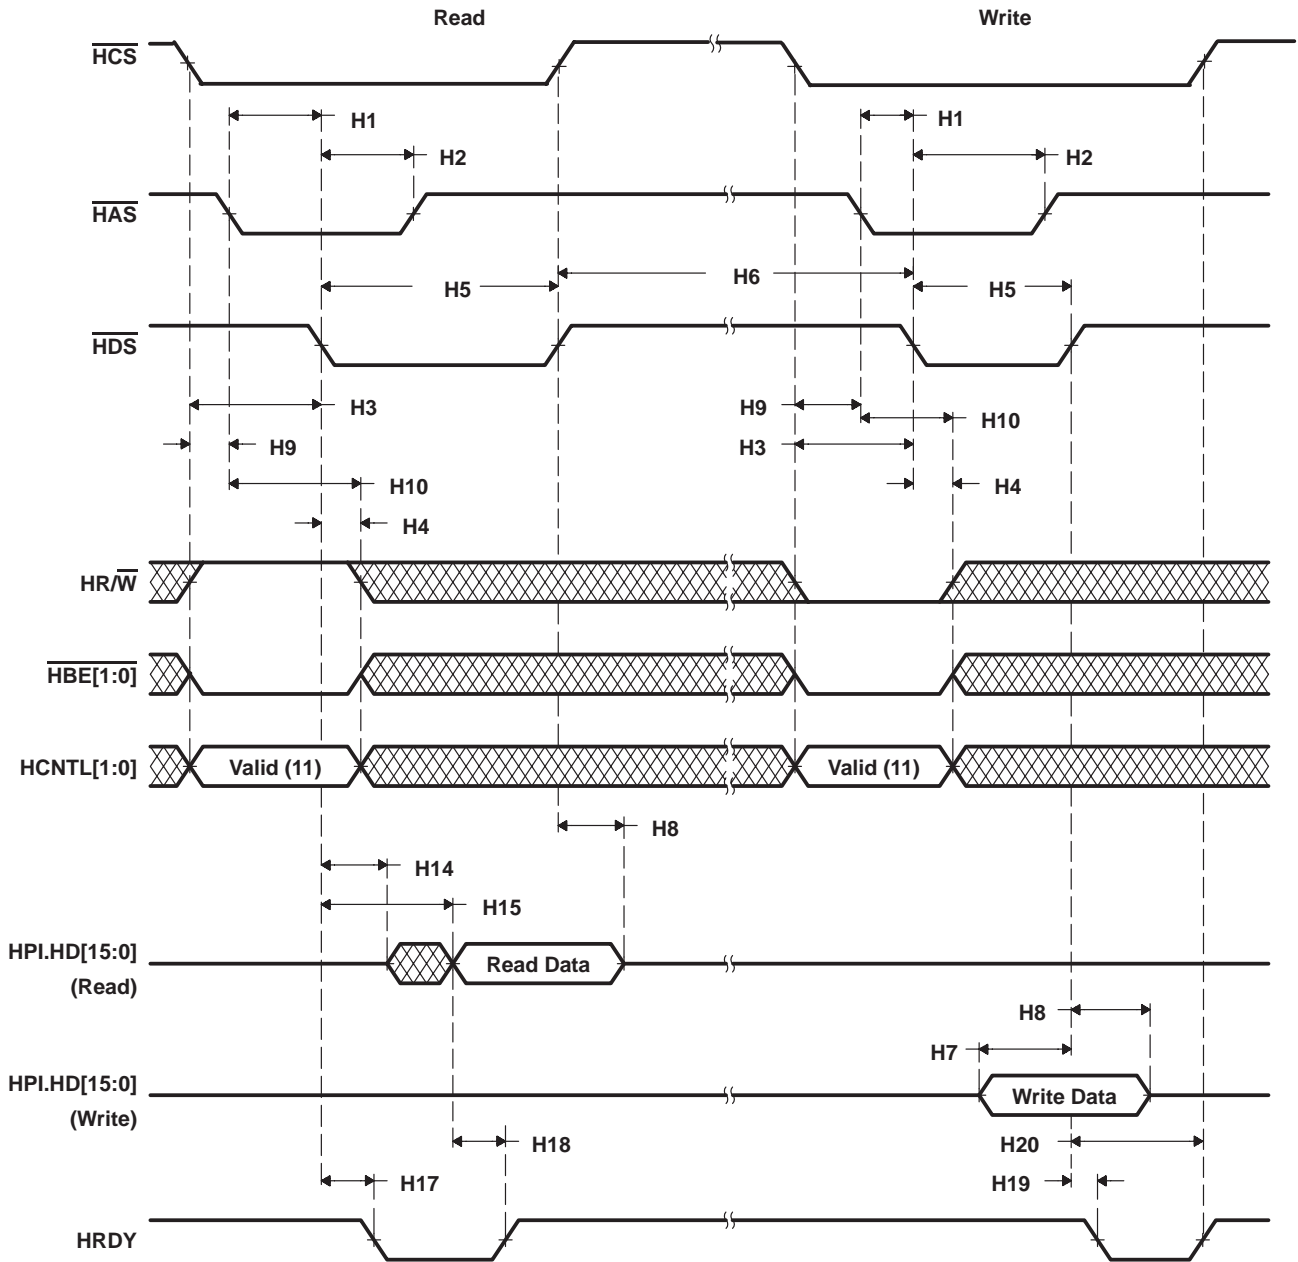 Read Write
HCS
H1 H1
H2 H2
HAS
H5 H6 H5
HDS
H3 H9 H10
H9 H3
H10 H4
H4
HR/W
HBE[1:0]
HCNTL[1:0] Valid (11) Valid (11)
H8
H14
H15
HPI.HD[15:0] Read Data
(Read)
H8
H7
HPI.HD[15:0] Write Data
(Write)
H18 H20
H17 H19
HRDY